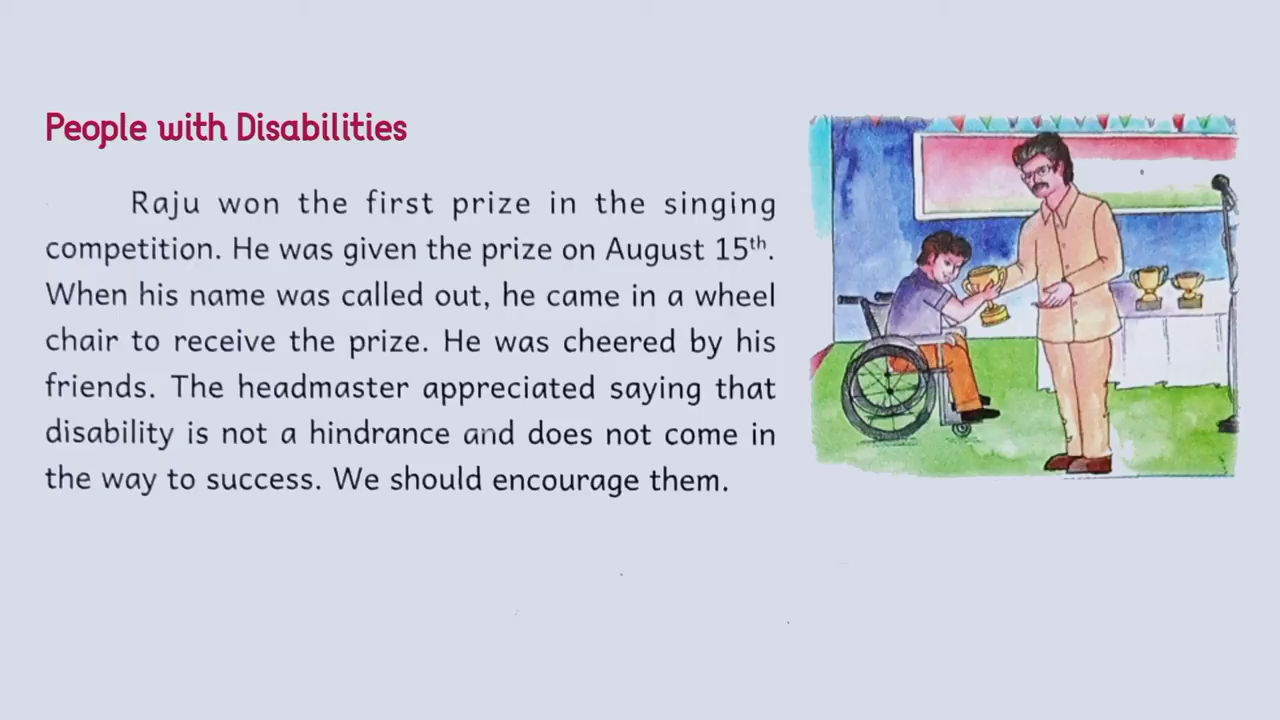 People with Disabilities
Raju won the first prize in the singing
competition. He was given the prize on August 15th.
When his name was called out, he came in a wheel
chair to receive the prize. He was cheered by his
friends. The headmaster appreciated saying that
disability is not a hindrance and does not come in
the way to success. We should encourage them.